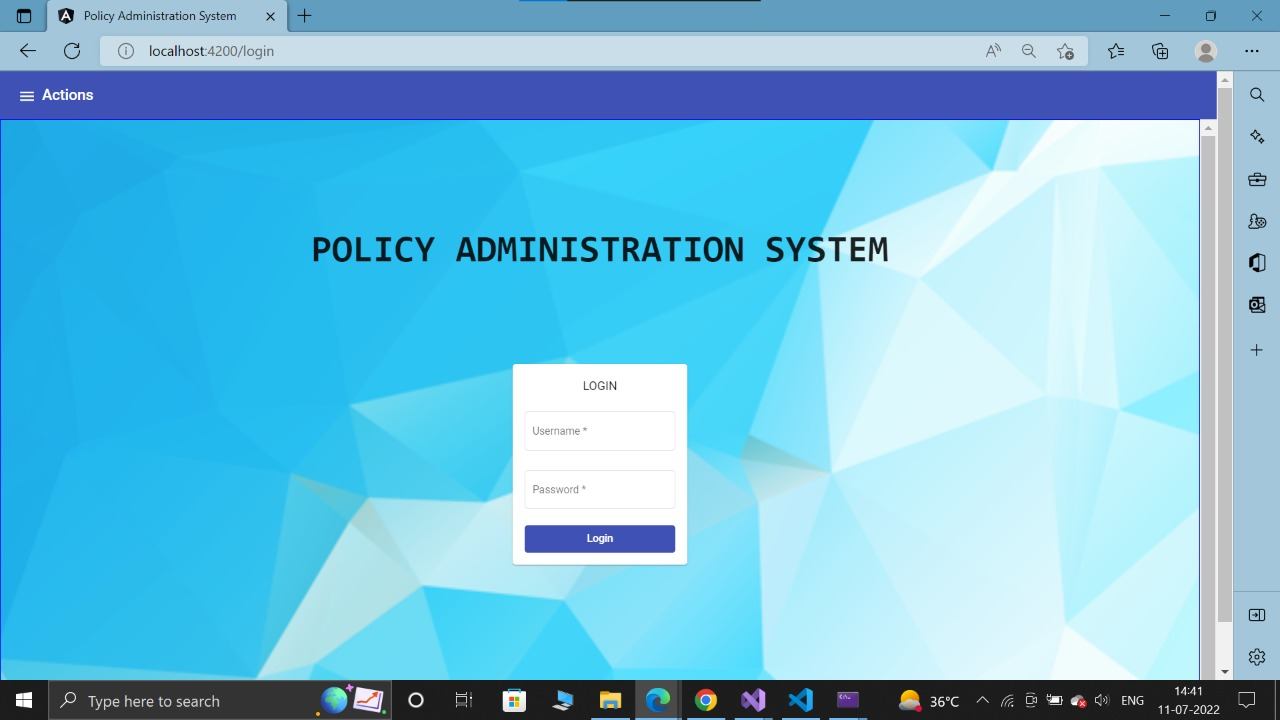 Policy Administration System
localhost:4200/login
Actions
POLICY ADMINISTRATION SYSTEM
LOGIN
Username *
Password *
Login
Type here to search
36°C
ENG
14:41
11-07-2022